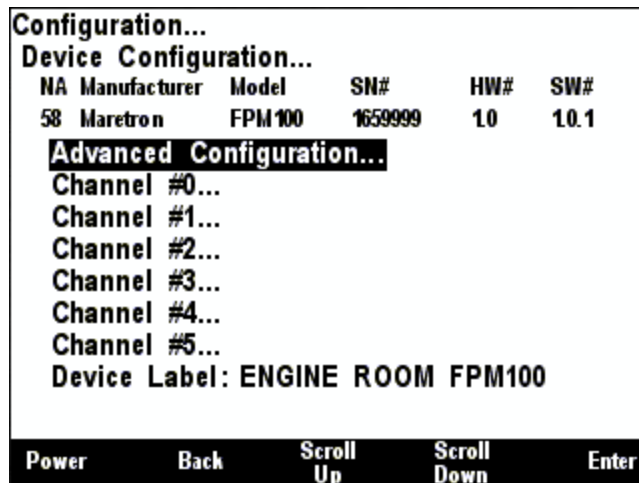 Configuration...
Device Configuration...
NA Manufacturer Model SN# HW# SW#
58 Maretron FPM100 1659999 1.0 1.0.1
Advanced Configuration...
Channel #0...
Channel #1...
Channel #2...
Channel #3...
Channel #4...
Channel #5...
Device Label: ENGINE ROOM FPM100
Power Back Scroll Up Scroll Down Enter